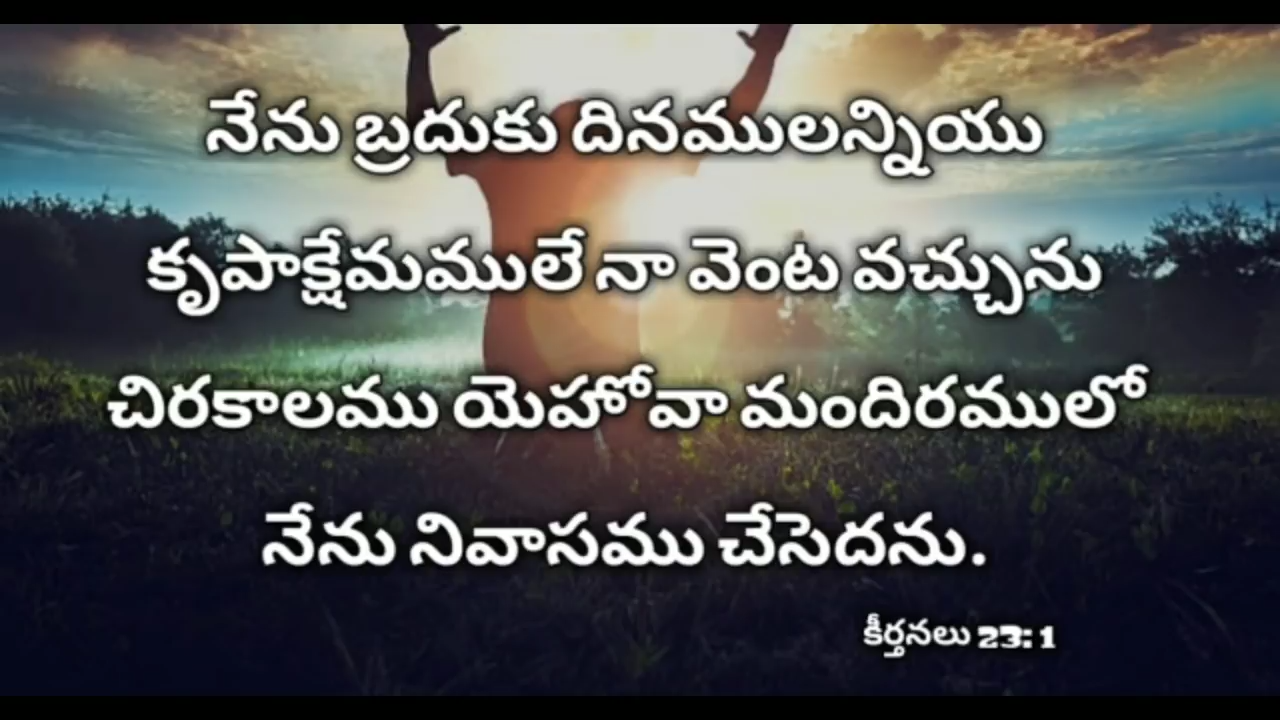 నేను బ్రదుకు దినములన్నియు
కృపాక్షేమములే నా వెంట వచ్చును
చిరకాలము యెహోవా మందిరములో
నేను నివాసము చేసెదను.
కీర్తనలు 23: 1